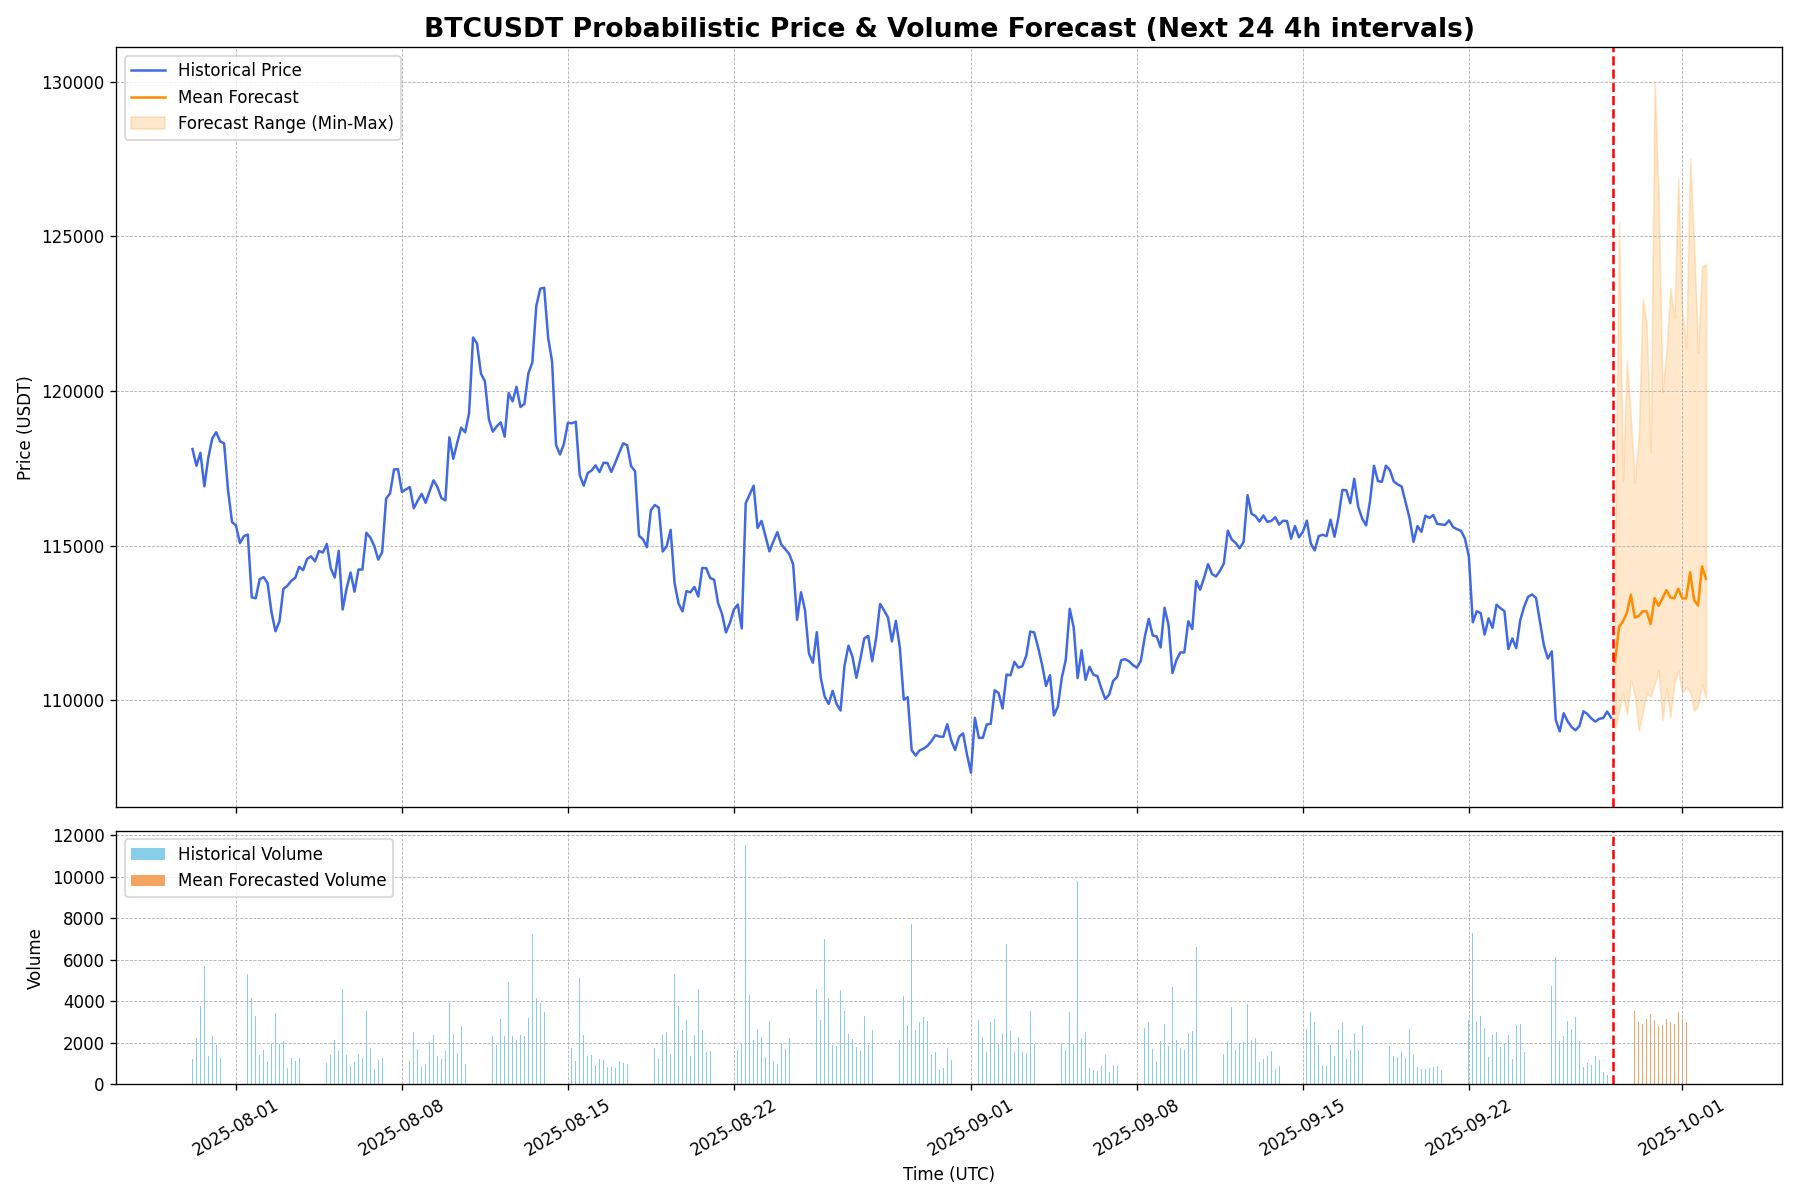 BTCUSDT Probabilistic Price & Volume Forecast (Next 24 4h intervals)
Historical Price
Mean Forecast
Forecast Range (Min-Max)
130000
125000
120000
115000
110000
Price (USDT)
Historical Volume
Mean Forecasted Volume
12000
10000
8000
6000
4000
2000
0
Volume
2025-08-01
2025-08-08
2025-08-15
2025-08-22
2025-09-01
2025-09-08
2025-09-15
2025-09-22
2025-10-01
Time (UTC)